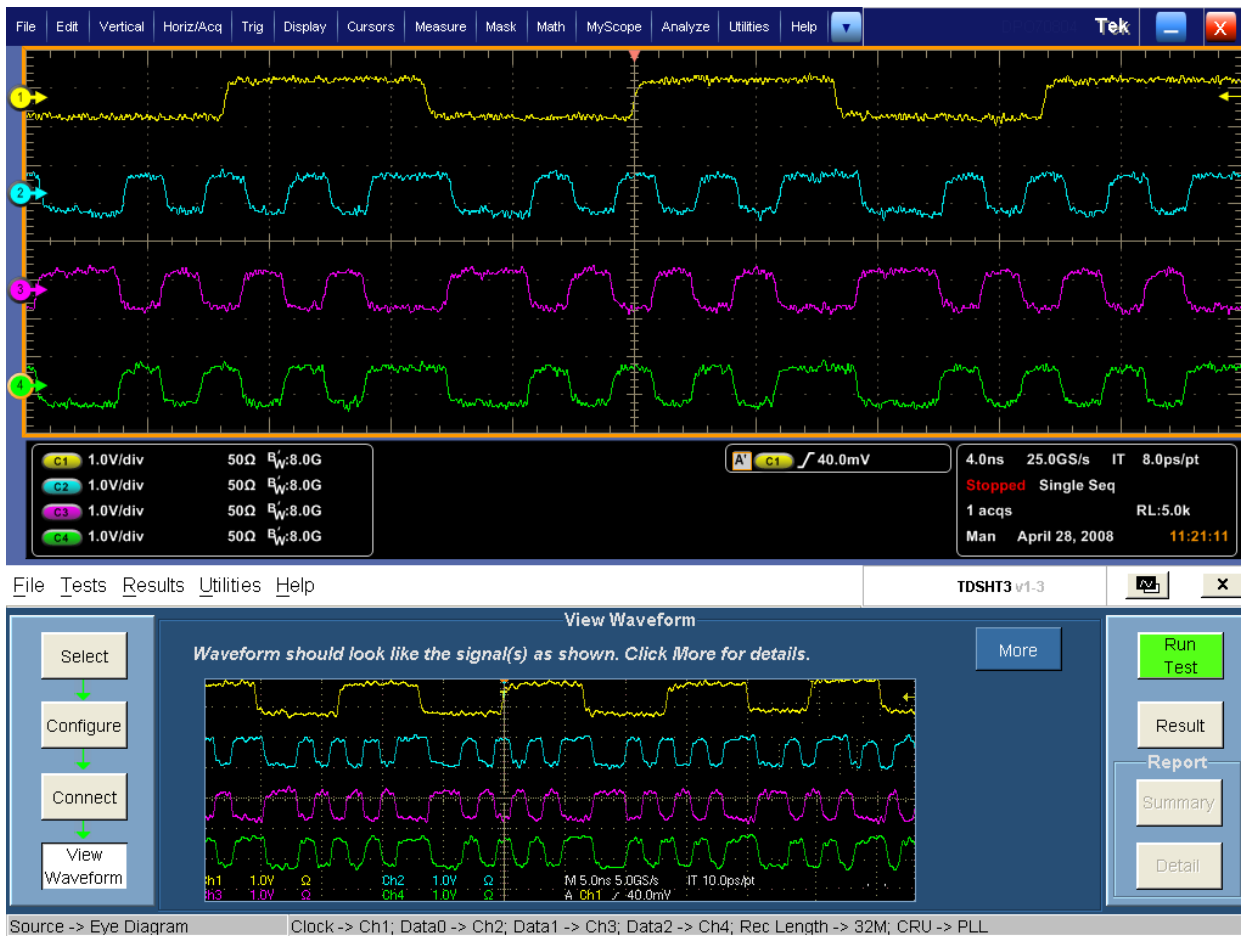 File Edit Vertical Horiz/Acq Trig Display Cursors Measure Mask Math MyScope Analyze Utilities Help Tek X
1
2
3
4
C1 1.0V/div 50Ω BW:8.0G
C2 1.0V/div 50Ω BW:8.0G
C3 1.0V/div 50Ω BW:8.0G
C4 1.0V/div 50Ω BW:8.0G
A' C1 40.0mV
4.0ns 25.0GS/s IT 8.0ps/pt
Stopped Single Seq
1 acqs RL:5.0k
Man April 28, 2008 11:21:11
File Tests Results Utilities Help TDSHT3 v1-3 x
View Waveform
Waveform should look like the signal(s) as shown. Click More for details.
More
Select
Configure
Connect
View
Waveform
Ch1 1.0V Ω Ch2 1.0V Ω M 5.0ns 5.0GS/s IT 10.0ps/pt
Ch3 1.0V Ω Ch4 1.0V Ω A Ch1 40.0mV
Run
Test
Result
Report
Summary
Detail
Source -> Eye Diagram Clock -> Ch1; Data0 -> Ch2; Data1 -> Ch3; Data2 -> Ch4; Rec Length -> 32M; CRU -> PLL